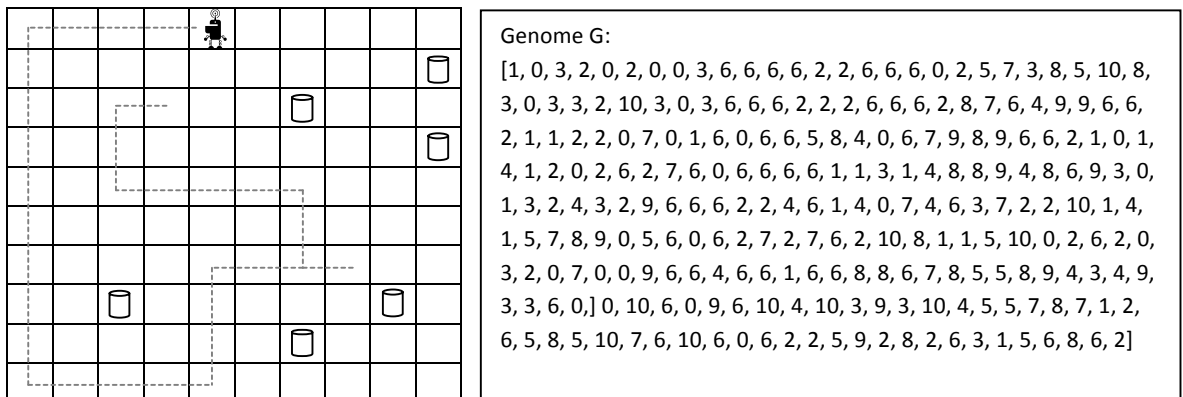 Genome G:
[1, 0, 3, 2, 0, 2, 0, 0, 3, 6, 6, 6, 6, 2, 2, 6, 6, 6, 0, 2, 5, 7, 3, 8, 5, 10, 8,
3, 0, 3, 3, 2, 10, 3, 0, 3, 6, 6, 6, 2, 2, 2, 6, 6, 6, 2, 8, 7, 6, 4, 9, 9, 6, 6,
2, 1, 1, 2, 2, 0, 7, 0, 1, 6, 0, 6, 6, 5, 8, 4, 0, 6, 7, 9, 8, 9, 6, 6, 2, 1, 0, 1,
4, 1, 2, 0, 2, 6, 2, 7, 6, 0, 6, 6, 6, 6, 1, 1, 3, 1, 4, 8, 8, 9, 4, 8, 6, 9, 3, 0,
1, 3, 2, 4, 3, 2, 9, 6, 6, 6, 2, 2, 4, 6, 1, 4, 0, 7, 4, 6, 3, 7, 2, 2, 10, 1, 4,
1, 5, 7, 8, 9, 0, 5, 6, 0, 6, 2, 7, 2, 7, 6, 2, 10, 8, 1, 1, 5, 10, 0, 2, 6, 2, 0,
3, 2, 0, 7, 0, 0, 9, 6, 6, 4, 6, 6, 1, 6, 6, 8, 8, 6, 7, 8, 5, 5, 8, 9, 4, 3, 4, 9,
3, 3, 6, 0,] 0, 10, 6, 0, 9, 6, 10, 4, 10, 3, 9, 3, 10, 4, 5, 5, 7, 8, 7, 1, 2,
6, 5, 8, 5, 10, 7, 6, 10, 6, 0, 6, 2, 2, 5, 9, 2, 8, 2, 6, 3, 1, 5, 6, 8, 6, 2]